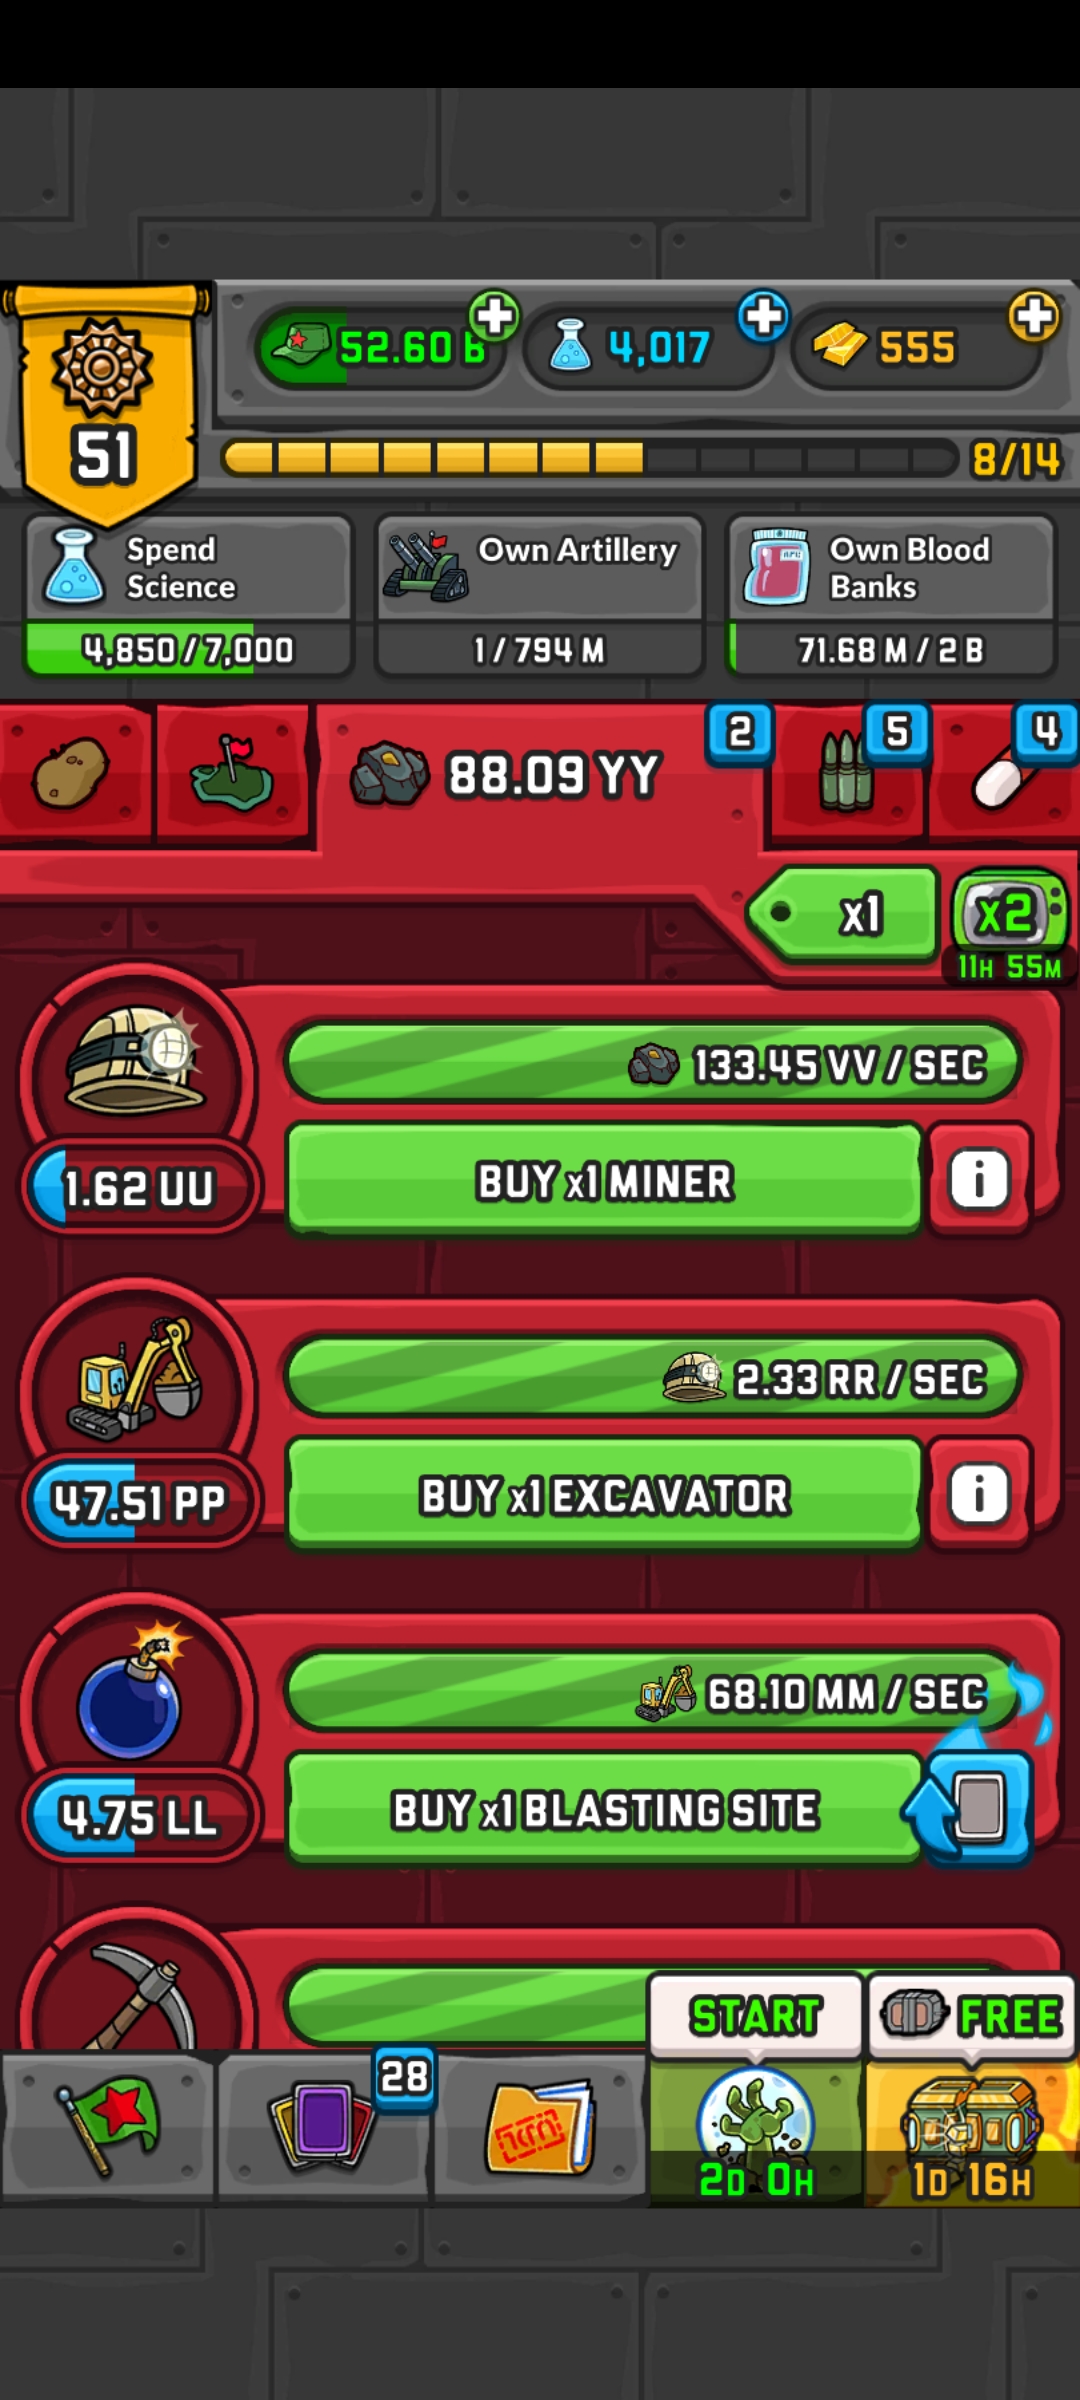 52.60 B
4,017
555
51
8/14
Spend
Science
Own Artillery
Own Blood
Banks
4,850/7,000
1/794 M
71.68 M/2 B
88.09 YY
2
5
4
x1
x2
11H 55M
133.45 VV/SEC
1.62 UU
BUY x1 MINER
i
2.33 RR/SEC
47.51 PP
BUY x1 EXCAVATOR
i
68.10 MM/SEC
4.75 LL
BUY x1 BLASTING SITE
START
FREE
28
2D 0H
1D 16H